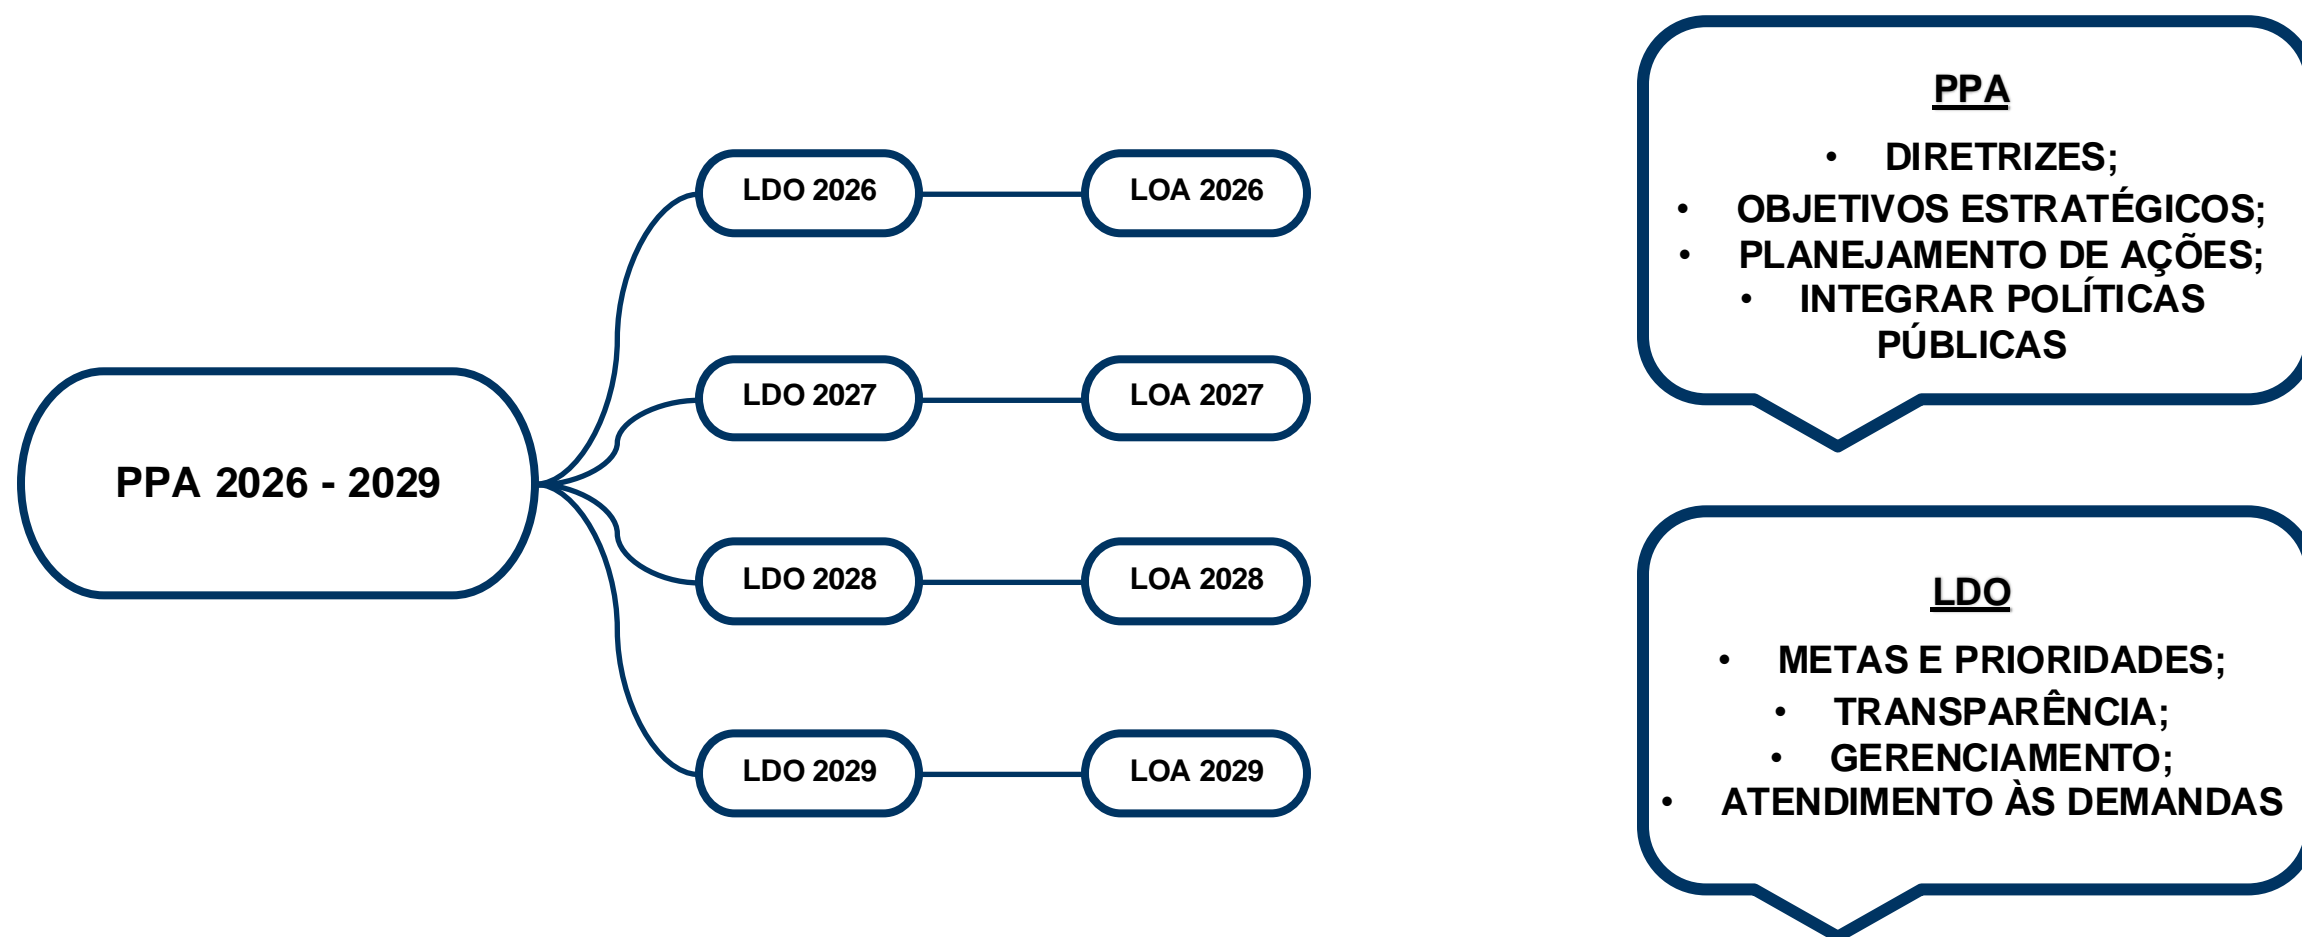 PPA 2026 - 2029
LDO 2026
LOA 2026
LDO 2027
LOA 2027
LDO 2028
LOA 2028
LDO 2029
LOA 2029
PPA
• DIRETRIZES;
• OBJETIVOS ESTRATÉGICOS;
• PLANEJAMENTO DE AÇÕES;
• INTEGRAR POLÍTICAS
PÚBLICAS
LDO
• METAS E PRIORIDADES;
• TRANSPARÊNCIA;
• GERENCIAMENTO;
• ATENDIMENTO ÀS DEMANDAS